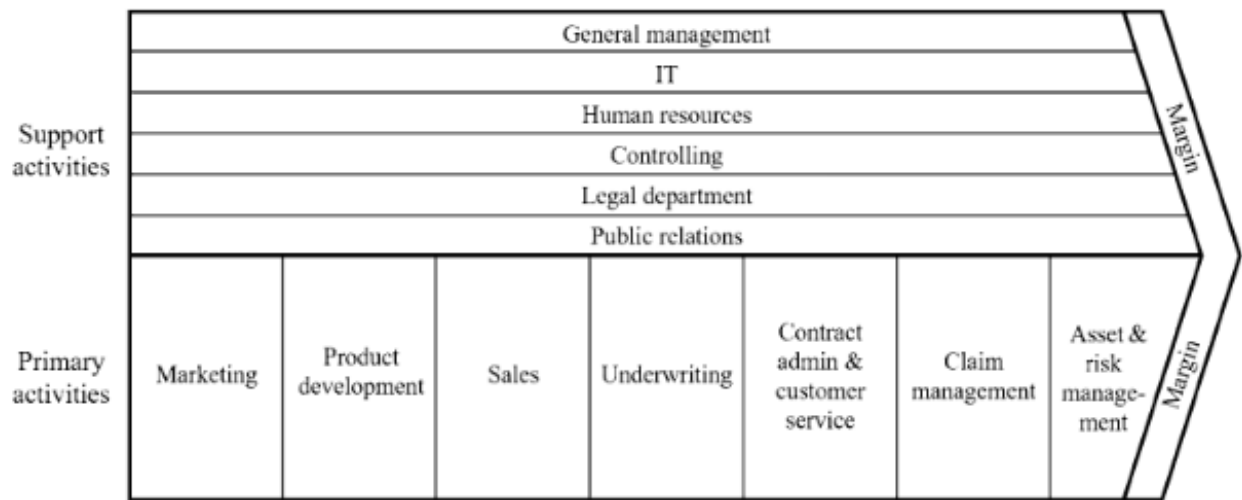 General management
IT
Human resources
Controlling
Legal department
Public relations
Support
activities
Margin
Primary
activities
Marketing
Product
development
Sales
Underwriting
Contract
admin &
customer
service
Claim
management
Asset &
risk
manage-
ment
Margin